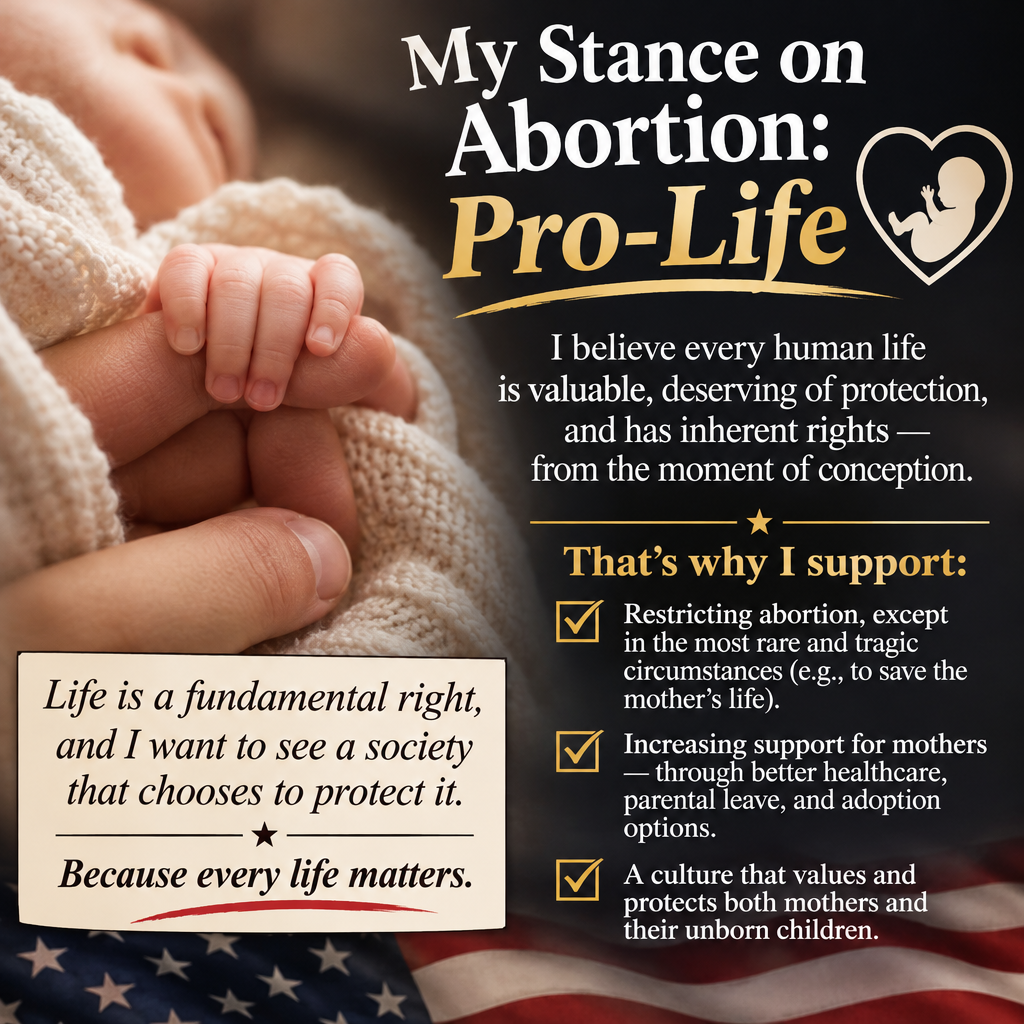 My Stance on
Abortion:
Pro-Life
I believe every human life
is valuable, deserving of protection,
and has inherent rights —
from the moment of conception.
That's why I support:
Restricting abortion, except
in the most rare and tragic
circumstances (e.g., to save the
mother's life).
Increasing support for mothers
— through better healthcare,
parental leave, and adoption
options.
A culture that values and
protects both mothers and
their unborn children.
Life is a fundamental right,
and I want to see a society
that chooses to protect it.
Because every life matters.